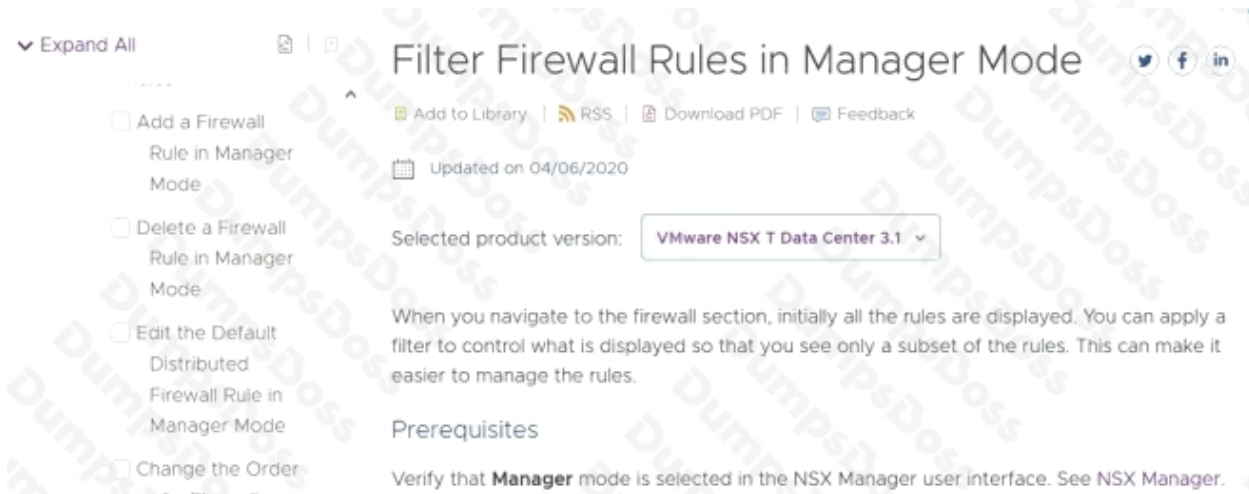 Expand All
Add a Firewall
Rule in Manager
Mode
Delete a Firewall
Rule in Manager
Mode
Edit the Default
Distributed
Firewall Rule in
Manager Mode
Change the Order
Filter Firewall Rules in Manager Mode
Add to Library | RSS | Download PDF | Feedback
Updated on 04/06/2020
Selected product version: VMware NSX T Data Center 3.1
When you navigate to the firewall section, initially all the rules are displayed. You can apply a
filter to control what is displayed so that you see only a subset of the rules. This can make it
easier to manage the rules.
Prerequisites
Verify that Manager mode is selected in the NSX Manager user interface. See NSX Manager.
DumpsDoss